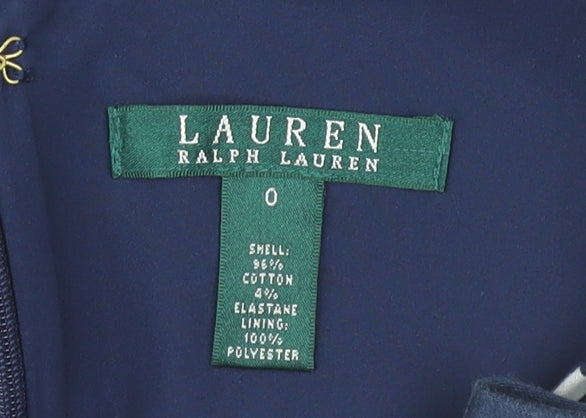 LAUREN
RALPH LAUREN
0
SHELL:
96%
COTTON
4%
ELASTANE
LINING:
100%
POLYESTER